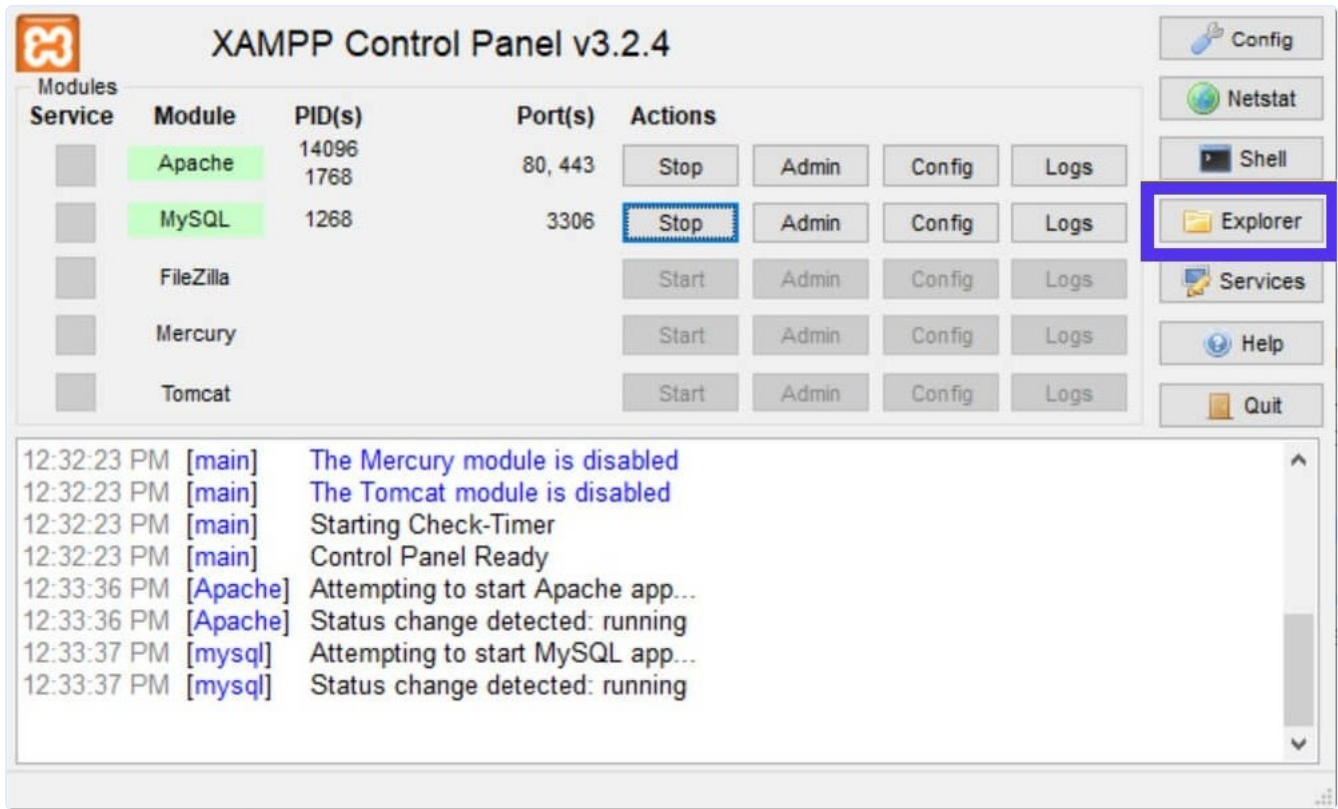 XAMPP Control Panel v3.2.4
Config
Modules
Netstat
Service Module PID(s) Port(s) Actions
Apache 14096 1768 80, 443 Stop Admin Config Logs
Shell
MySQL 1268 3306 Stop Admin Config Logs
Explorer
FileZilla Start Admin Config Logs
Services
Mercury Start Admin Config Logs
Help
Tomcat Start Admin Config Logs
Quit
12:32:23 PM [main] The Mercury module is disabled
12:32:23 PM [main] The Tomcat module is disabled
12:32:23 PM [main] Starting Check-Timer
12:32:23 PM [main] Control Panel Ready
12:33:36 PM [Apache] Attempting to start Apache app...
12:33:36 PM [Apache] Status change detected: running
12:33:37 PM [mysql] Attempting to start MySQL app...
12:33:37 PM [mysql] Status change detected: running